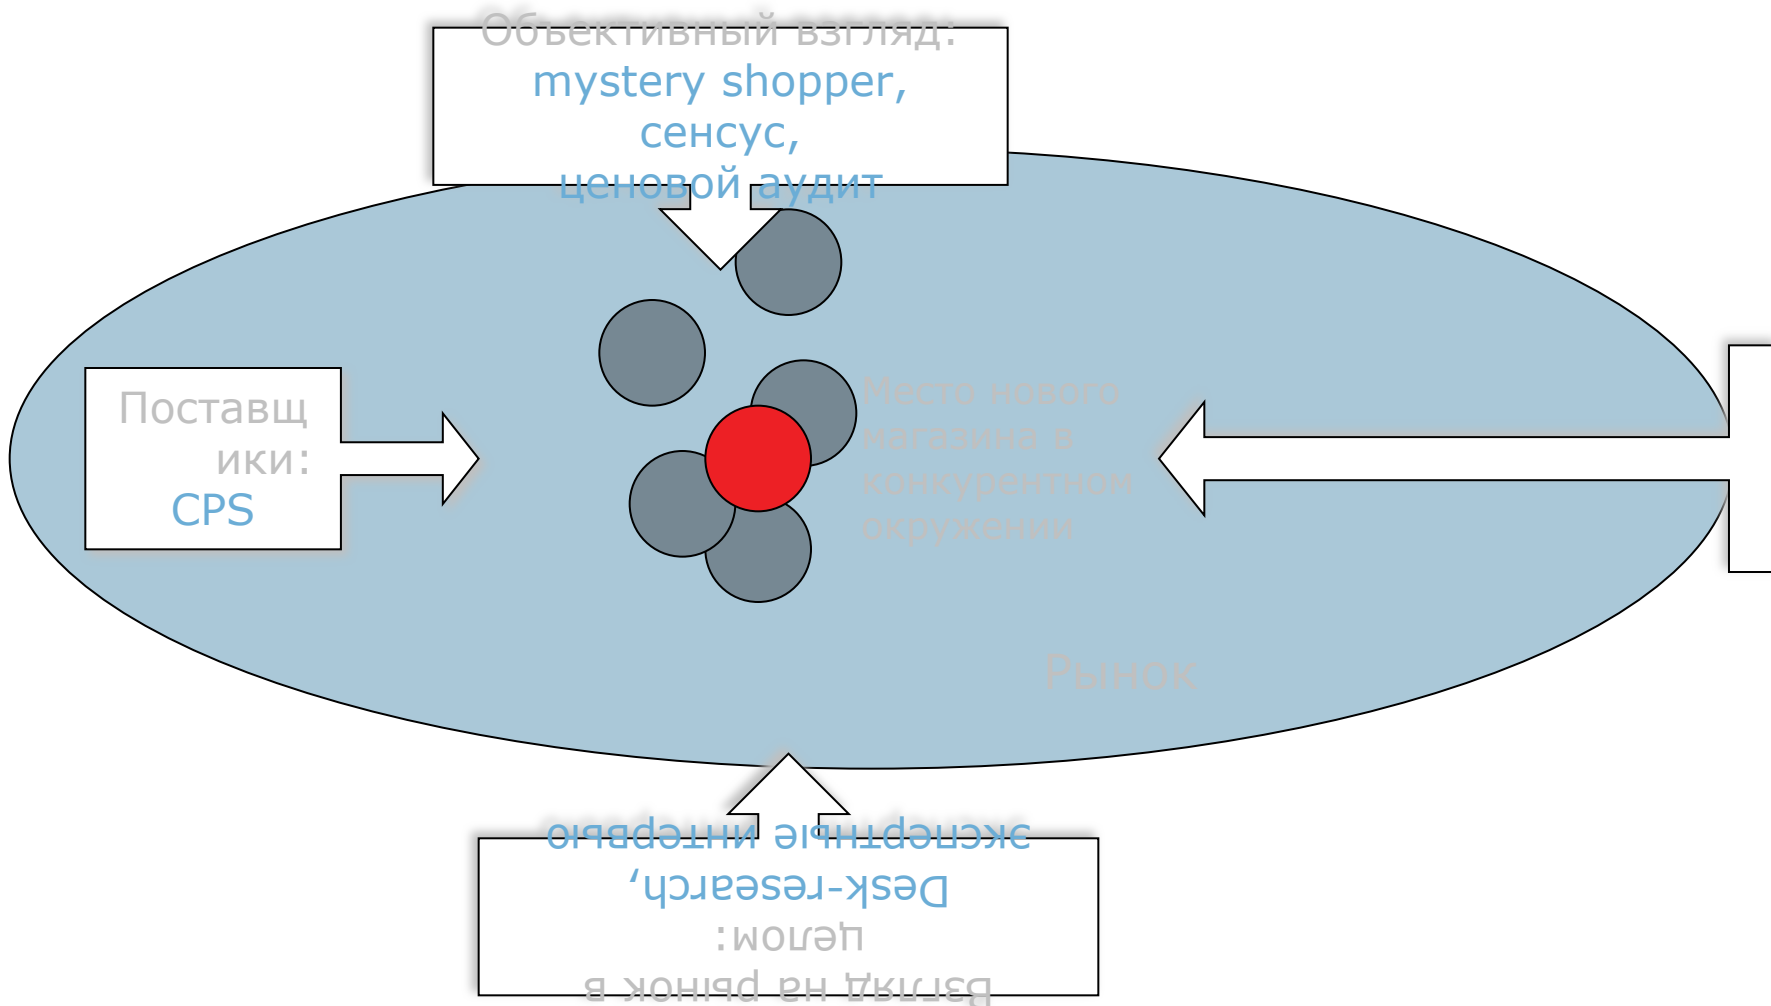 Объективный взгляд:
mystery shopper,
сенсус,
ценовой аудит
Поставщ
ики:
CPS
Место нового
магазина в
конкурентном
окружении
Рынок
Взгляд на рынок в
целом:
Desk-research,
экспертные интервью